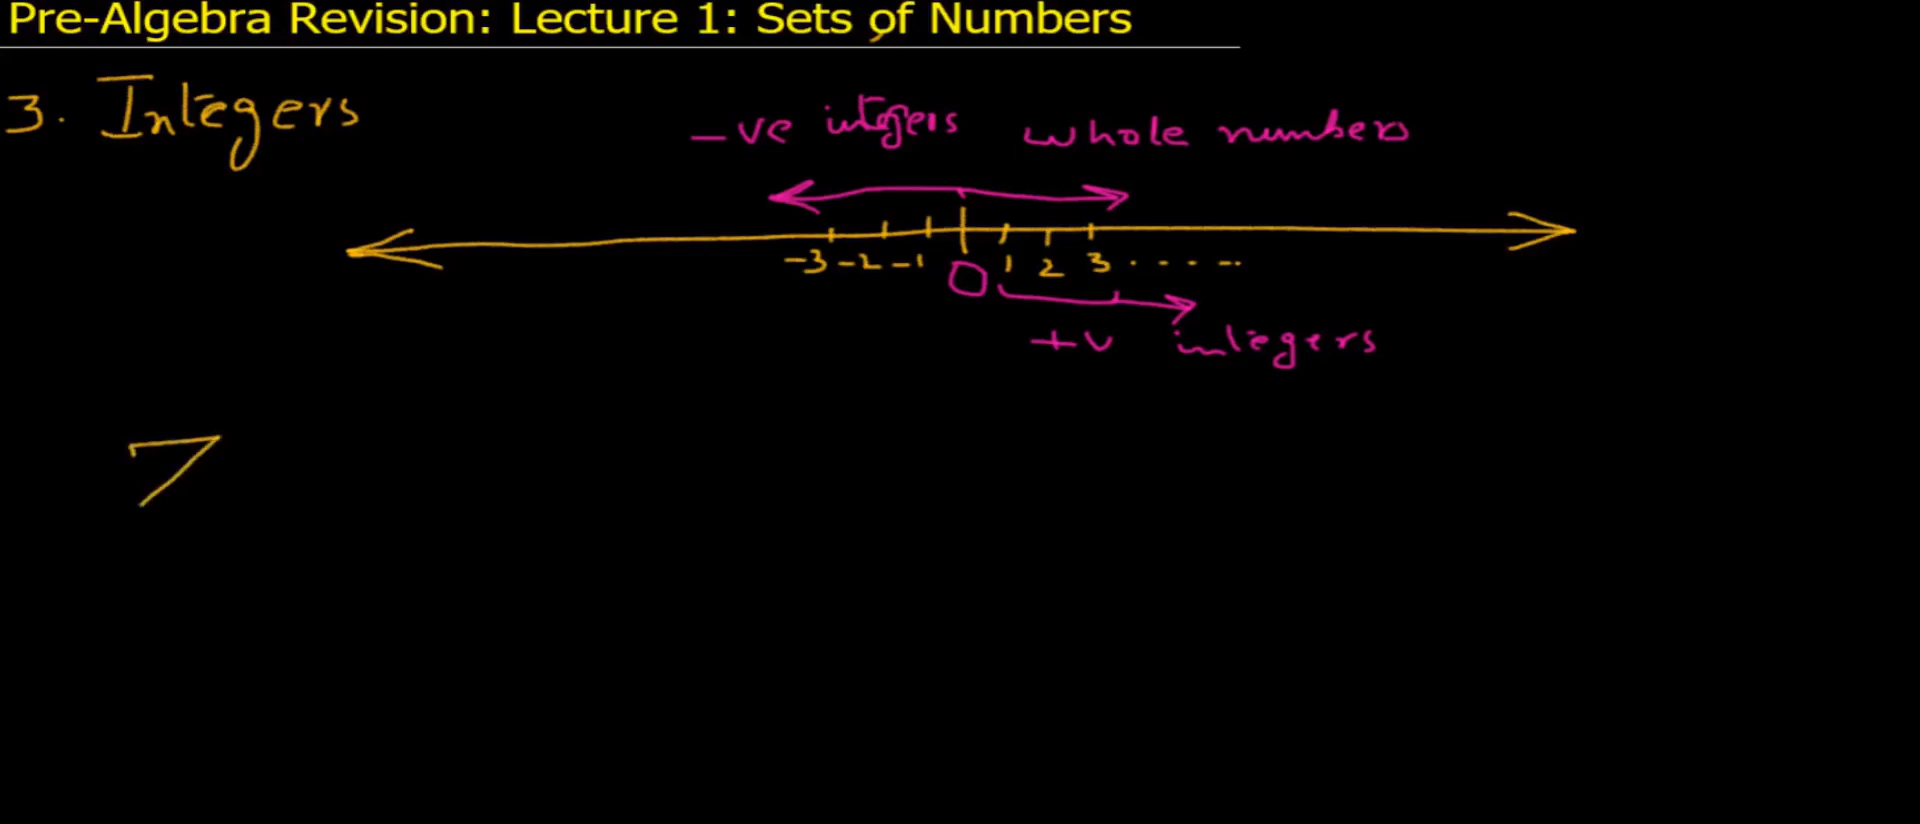 Pre-Algebra Revision: Lecture 1: Sets of Numbers
3. Integers
-ve integers whole numbers
-3 -2 -1 0 1 2 3 ......
+v integers